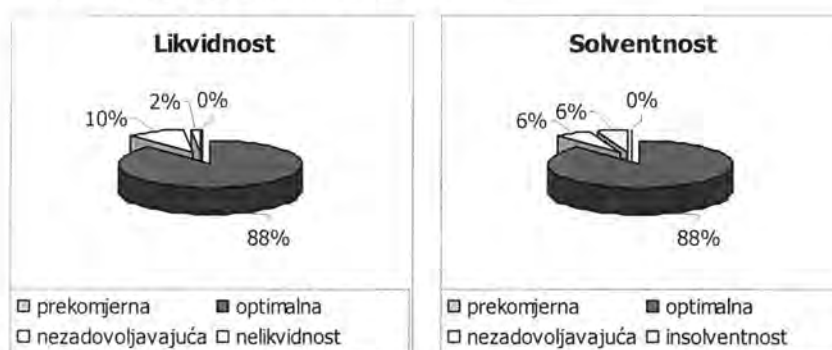 Likvidnost
2%
0%
10%
88%
prekomjerna
optimalna
nezadovoljavajuća
nelikvidnost
Solventnost
6%
6%
0%
88%
prekomjerna
optimalna
nezadovoljavajuća
insolventnost